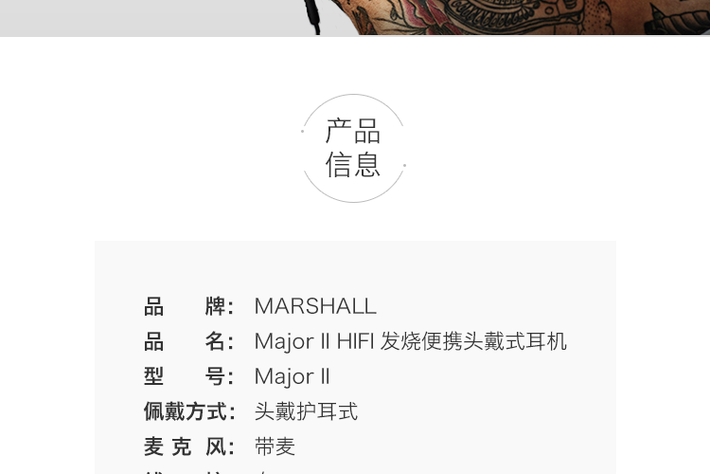 产品
信息
品 牌： MARSHALL
品 名： Major II HIFI 发烧便携头戴式耳机
型 号： Major II
佩戴方式： 头戴护耳式
麦 克 风： 带麦